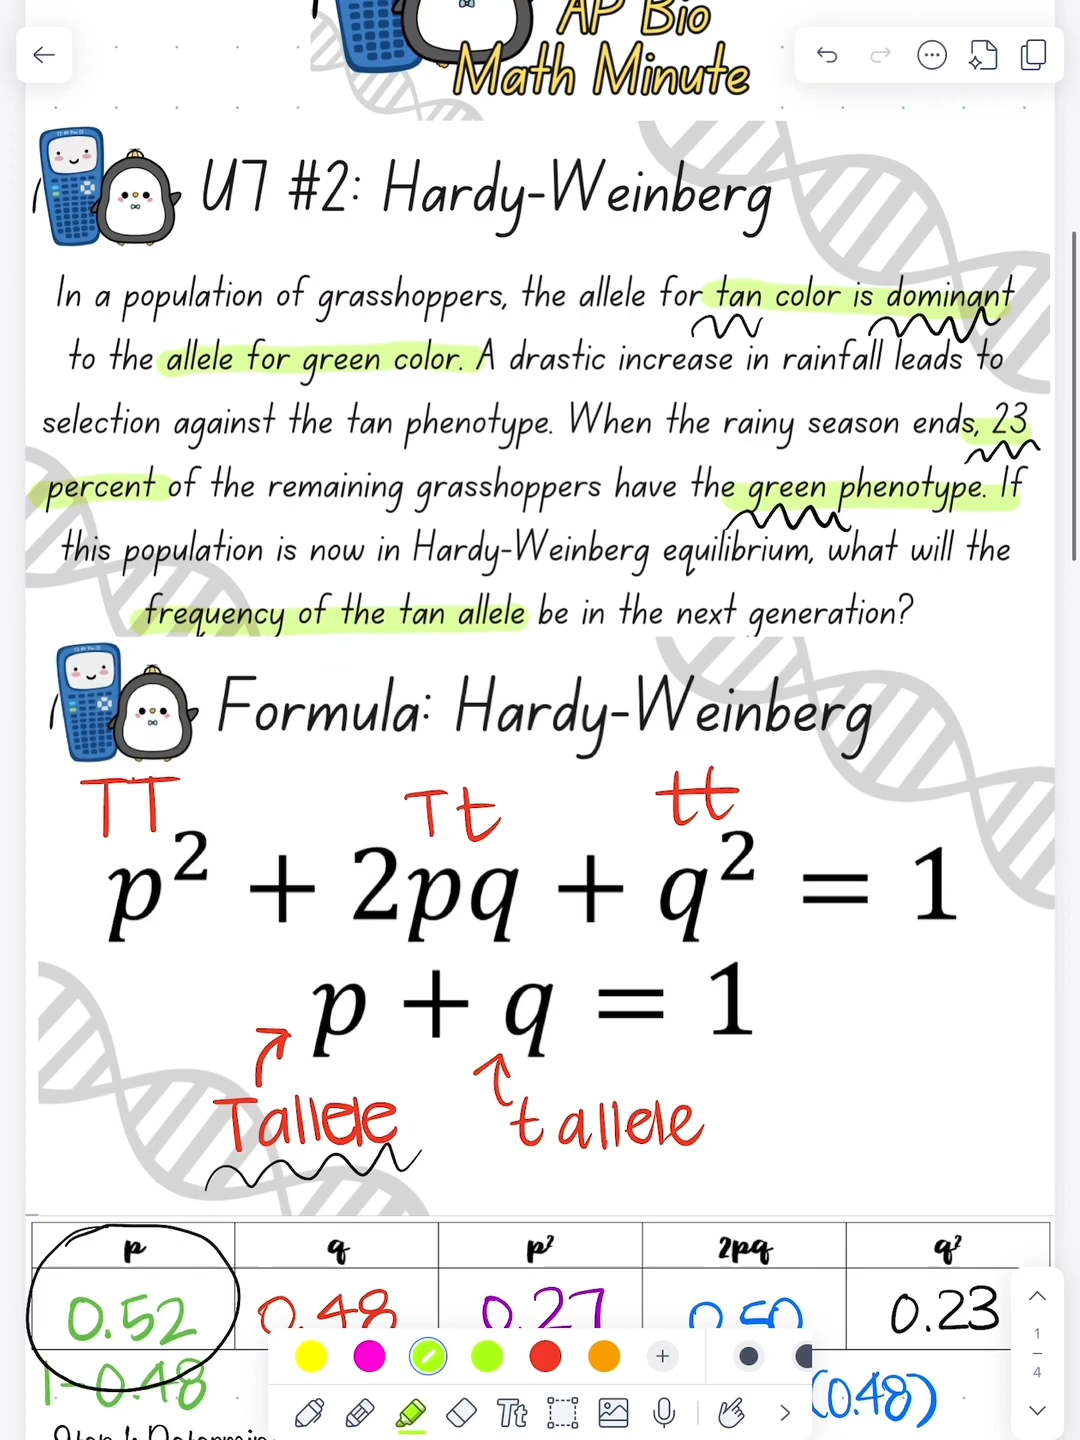 AP Bio
Math Minute
U7 #2: Hardy-Weinberg
In a population of grasshoppers, the allele for tan color is dominant
to the allele for green color. A drastic increase in rainfall leads to
selection against the tan phenotype. When the rainy season ends, 23
percent of the remaining grasshoppers have the green phenotype. If
this population is now in Hardy-Weinberg equilibrium, what will the
frequency of the tan allele be in the next generation?
Formula: Hardy-Weinberg
TT Tt tt
p² + 2pq + q² = 1
p + q = 1
T allele t allele
p q p² 2pq q²
0.52 0.48 0.27 0.50 0.23
1-0.48 (0.48)
1
–
4
Tt